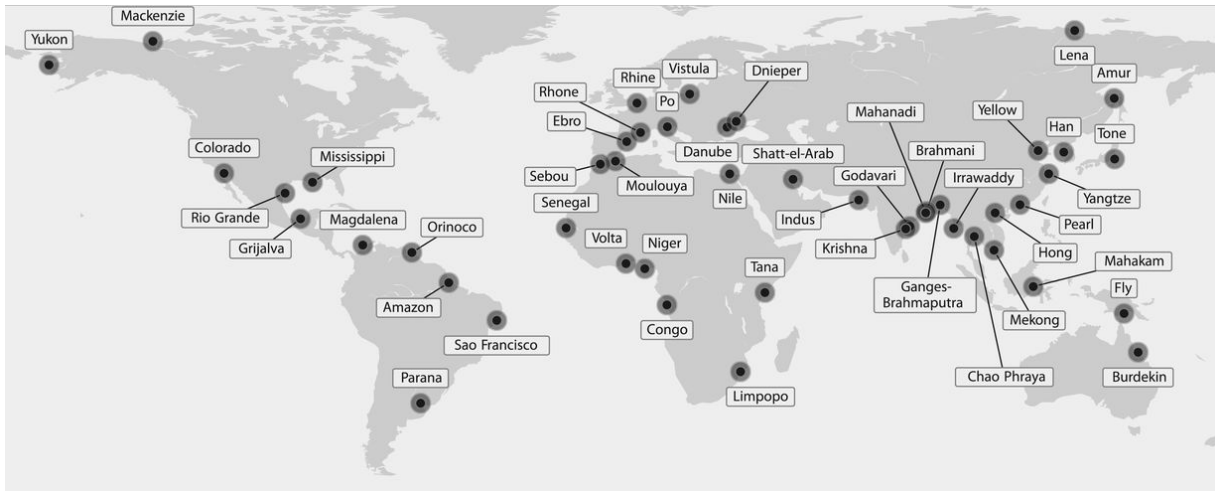 Mackenzie
Yukon
Lena
Amur
Vistula
Dnieper
Rhine
Rhone
Po
Mahanadi
Yellow
Ebro
Han
Tone
Colorado
Mississippi
Danube
Shatt-el-Arab
Brahmani
Sebou
Moulouya
Godavari
Irrawaddy
Nile
Yangtze
Senegal
Rio Grande
Magdalena
Indus
Pearl
Orinoco
Grijalva
Volta
Niger
Krishna
Hong
Mahakam
Tana
Ganges-
Brahmaputra
Fly
Amazon
Mekong
Congo
Sao Francisco
Parana
Chao Phraya
Burdekin
Limpopo